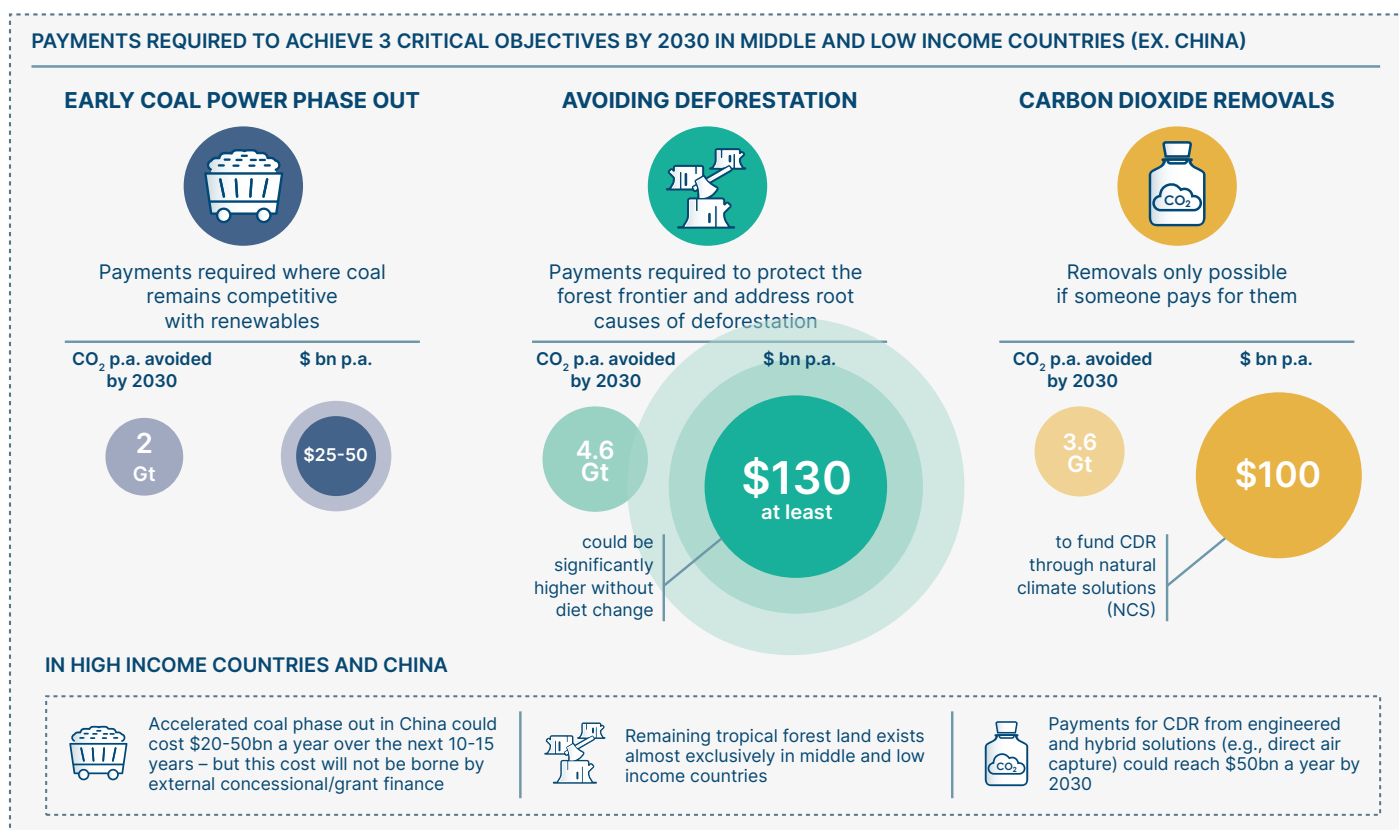 PAYMENTS REQUIRED TO ACHIEVE 3 CRITICAL OBJECTIVES BY 2030 IN MIDDLE AND LOW INCOME COUNTRIES (EX. CHINA)
EARLY COAL POWER PHASE OUT
Payments required where coal
remains competitive
with renewables
CO₂ p.a. avoided
by 2030
$ bn p.a.
2
Gt
$25-50
AVOIDING DEFORESTATION
Payments required to protect the
forest frontier and address root
causes of deforestation
CO₂ p.a. avoided
by 2030
$ bn p.a.
4.6
Gt
$130
at least
could be
significantly
higher without
diet change
CARBON DIOXIDE REMOVALS
CO₂
Removals only possible
if someone pays for them
CO₂ p.a. avoided
by 2030
$ bn p.a.
3.6
Gt
$100
to fund CDR
through natural
climate solutions
(NCS)
IN HIGH INCOME COUNTRIES AND CHINA
Accelerated coal phase out in China could
cost $20-50bn a year over the next 10-15
years – but this cost will not be borne by
external concessional/grant finance
Remaining tropical forest land exists
almost exclusively in middle and low
income countries
CO₂
Payments for CDR from engineered
and hybrid solutions (e.g., direct air
capture) could reach $50bn a year by
2030